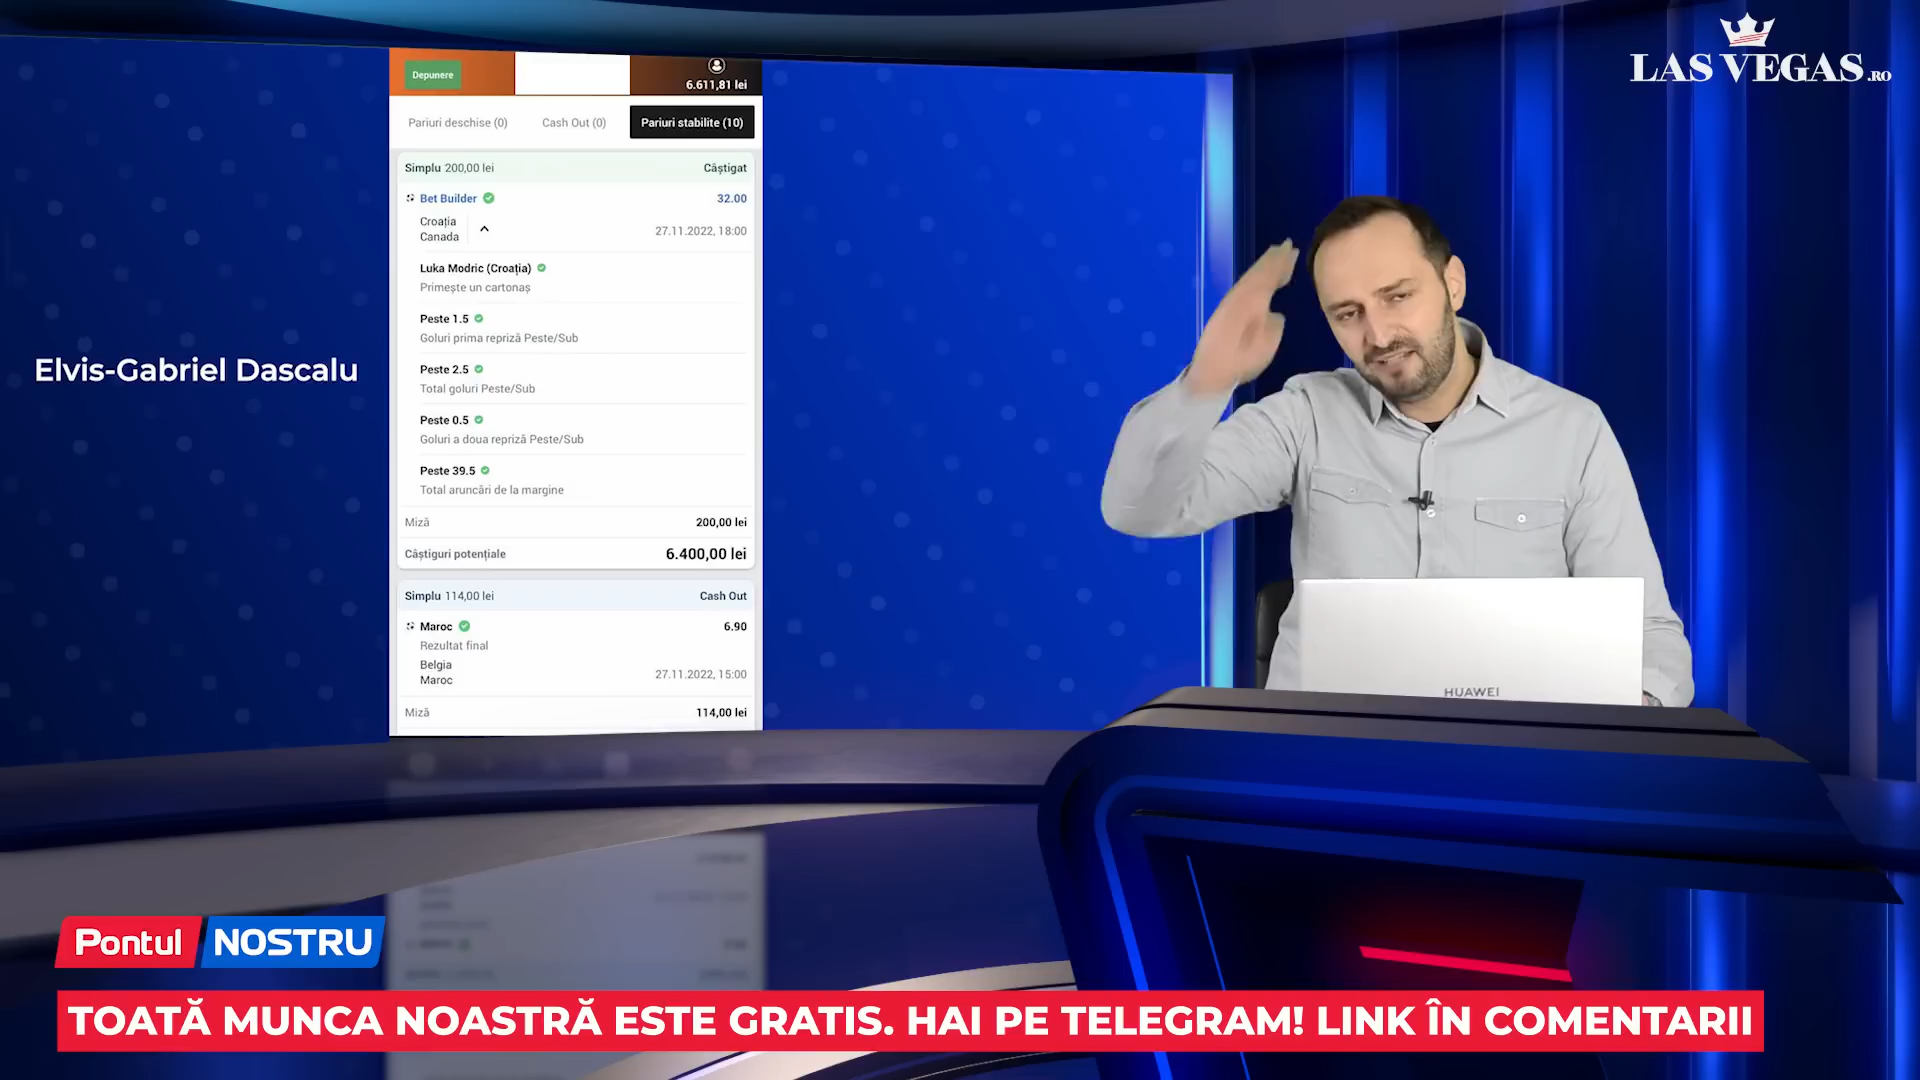 LAS VEGAS.RO
Depunere
6.611,81 lei
Pariuri deschise (0)
Cash Out (0)
Pariuri stabilite (10)
Simplu 200,00 lei
Câștigat
Bet Builder
32.00
Croația
Canada
27.11.2022, 18:00
Luka Modric (Croația)
Primește un cartonaș
Peste 1.5
Goluri prima repriză Peste/Sub
Peste 2.5
Total goluri Peste/Sub
Peste 0.5
Goluri a doua repriză Peste/Sub
Peste 39.5
Total aruncări de la margine
Miză
200,00 lei
Câștiguri potențiale
6.400,00 lei
Simplu 114,00 lei
Cash Out
Maroc
6.90
Rezultat final
Belgia
Maroc
27.11.2022, 15:00
Miză
114,00 lei
Elvis-Gabriel Dascalu
HUAWEI
Pontul NOSTRU
TOATĂ MUNCA NOASTRĂ ESTE GRATIS. HAI PE TELEGRAM! LINK ÎN COMENTARII